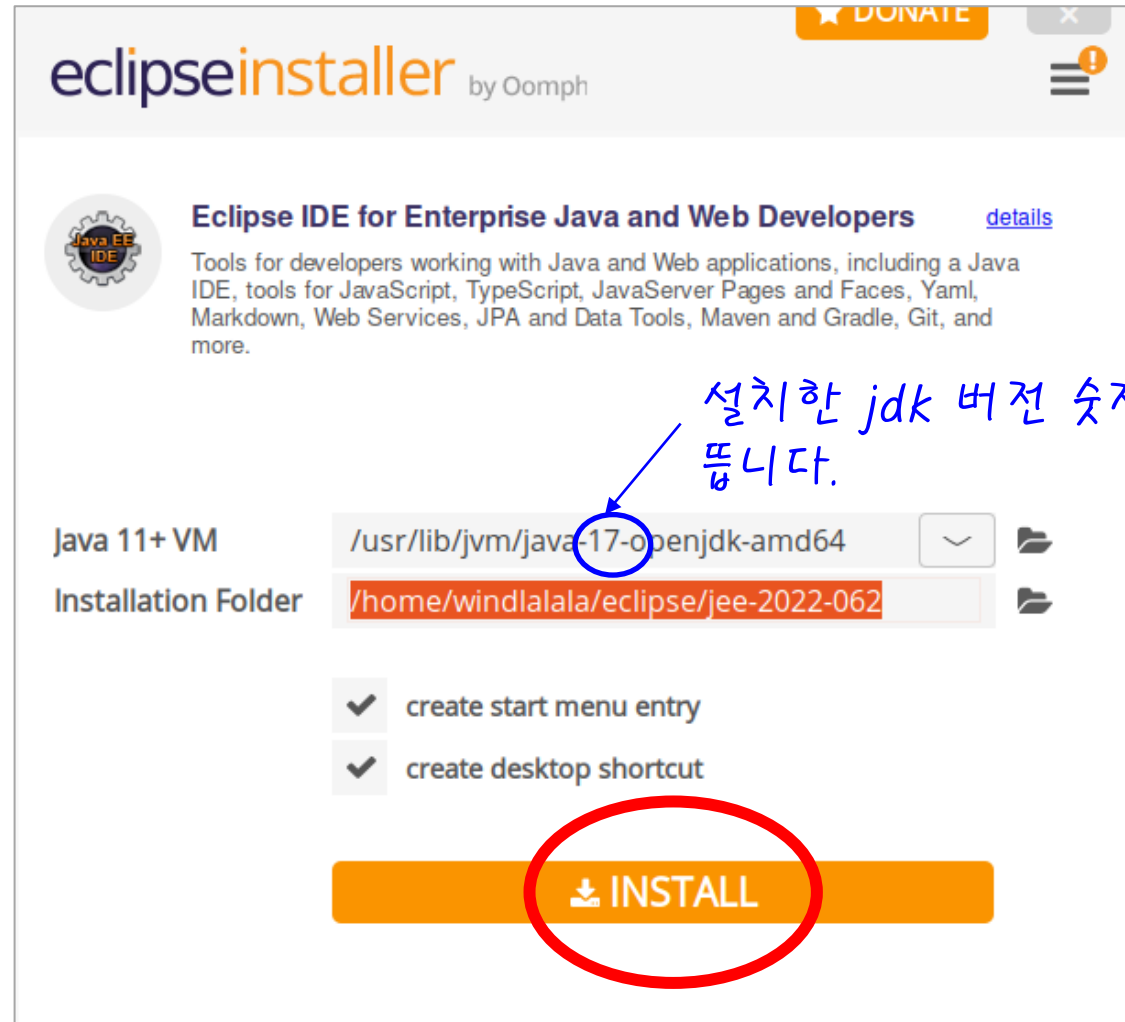 DONATE
eclipseinstaller by Oomph
Java EE
IDE
Eclipse IDE for Enterprise Java and Web Developers details
Tools for developers working with Java and Web applications, including a Java
IDE, tools for JavaScript, TypeScript, JavaServer Pages and Faces, Yaml,
Markdown, Web Services, JPA and Data Tools, Maven and Gradle, Git, and
more.
설치한 jdk 버전
뜹니다.
Java 11+ VM /usr/lib/jvm/java-17-openjdk-amd64
Installation Folder /home/windlalala/eclipse/jee-2022-062
create start menu entry
create desktop shortcut
INSTALL